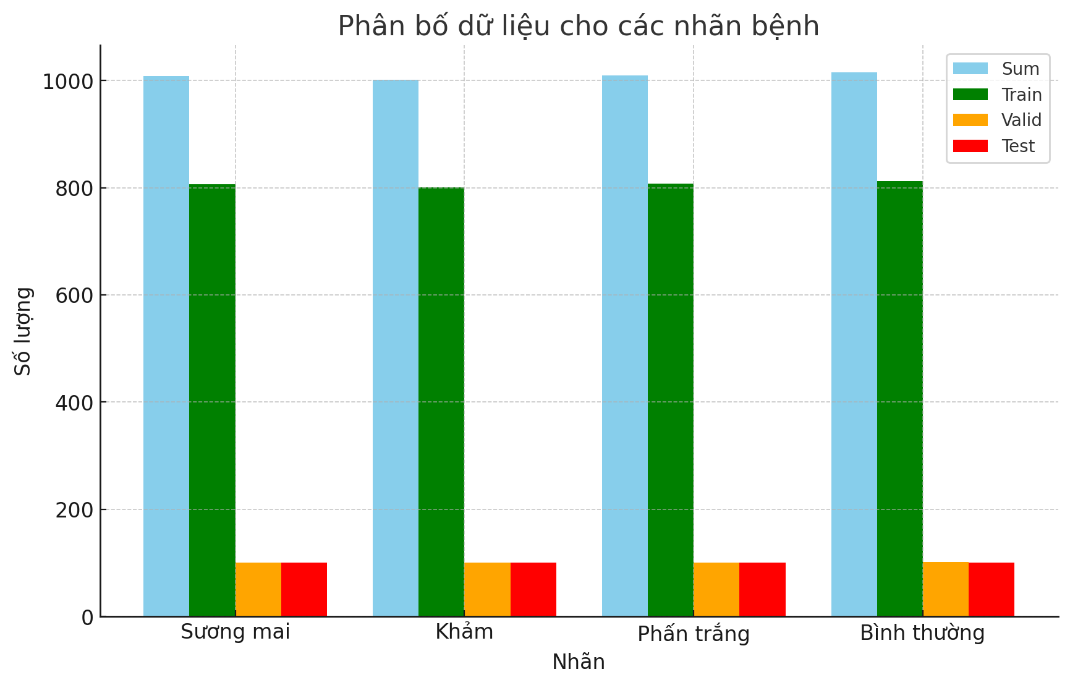 Phân bố dữ liệu cho các nhãn bệnh
Sum
Train
Valid
Test
Số lượng
1000
800
600
400
200
0
Sương mai Khảm Phấn trắng Bình thường
Nhãn